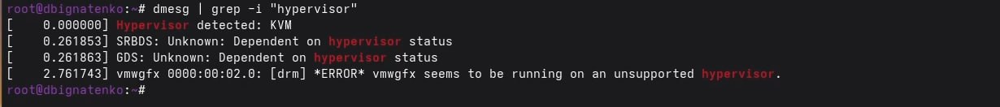 root@dbignatenko:~# dmesg | grep -i "hypervisor"
[    0.000000] Hypervisor detected: KVM
[    0.261853] SRBDS: Unknown: Dependent on hypervisor status
[    0.261863] GDS: Unknown: Dependent on hypervisor status
[    2.761743] vmwgfx 0000:00:02.0: [drm] *ERROR* vmwgfx seems to be running on an unsupported hypervisor.
root@dbignatenko:~#